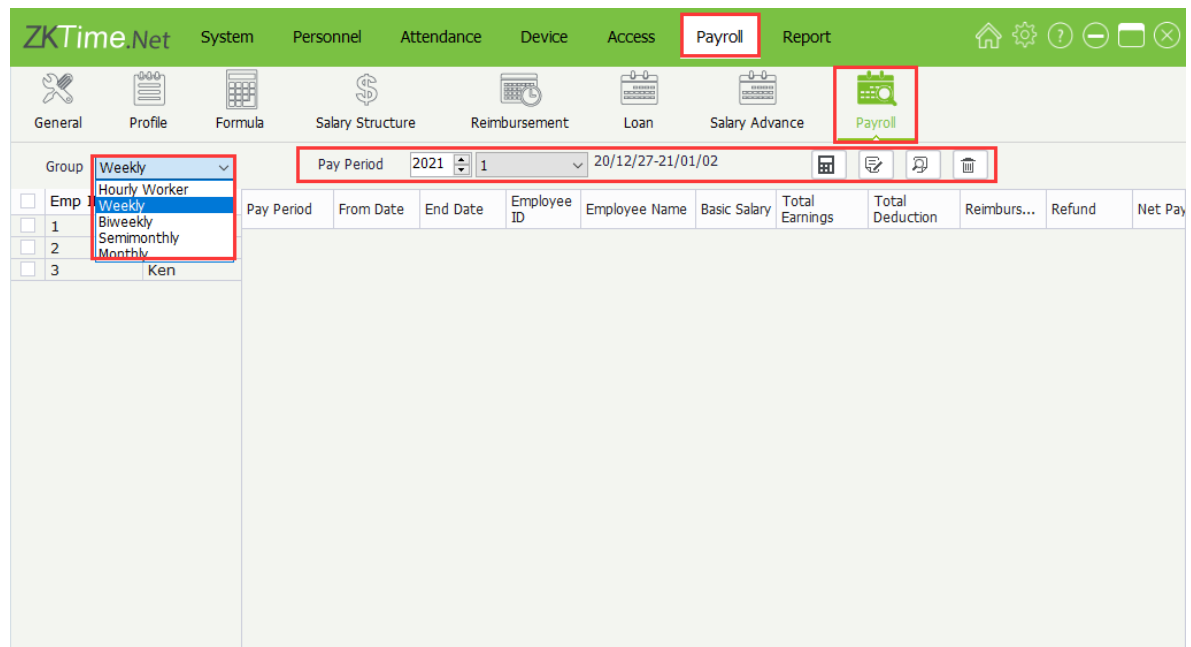 ZKTime.Net System Personnel Attendance Device Access Payroll Report
General Profile Formula Salary Structure Reimbursement Loan Salary Advance Payroll
Group Weekly Pay Period 2021 1 20/12/27-21/01/02
Hourly Worker
Weekly
Biweekly
Semimonthly
Monthly
Emp
Pay Period From Date End Date Employee ID Employee Name Basic Salary Total Earnings Total Deduction Reimburs... Refund Net Pay
1
2
3 Ken